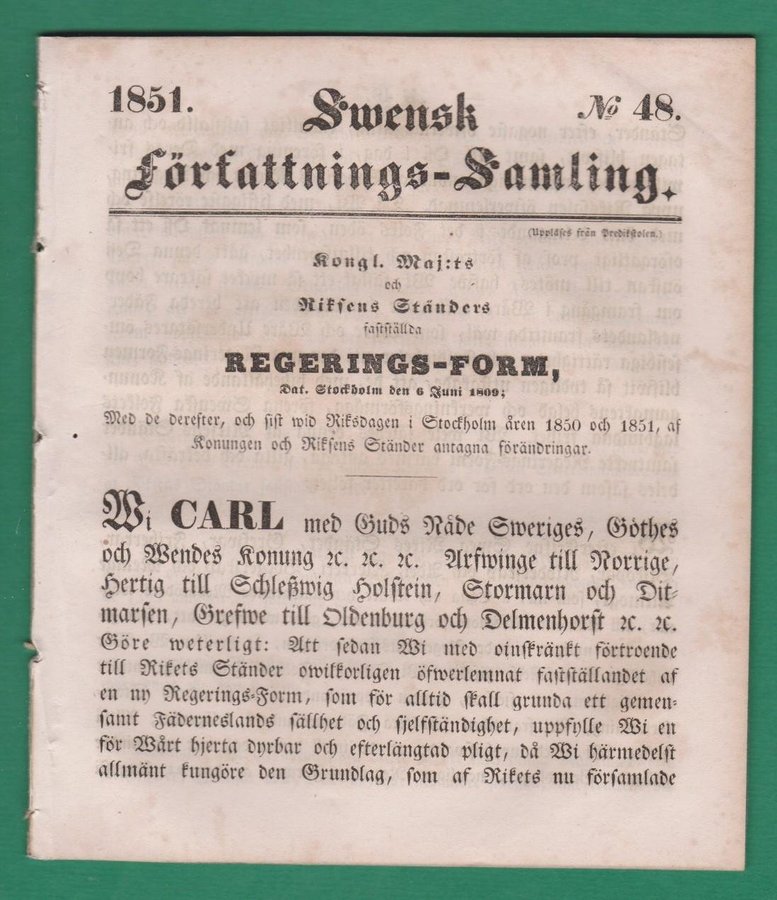 1851.
Swensk
№ 48.
Författnings-Samling.
(Uppläses från Predikstolen.)
Kongl. Maj:ts
och
Riksens Ständers
fastställda
REGERINGS-FORM,
Dat. Stockholm den 6 Juni 1809;
Med de derefter, och sist wid Riksdagen i Stockholm åren 1850 och 1851, af
Konungen och Riksens Ständer antagna förändringar.
Wi CARL med Guds Nåde Sweriges, Göthes
och Wendes Konung ꝛc. ꝛc. ꝛc. Arfwinge till Norrige,
Hertig till Schleßwig Holstein, Stormarn och Dit-
marsen, Grefwe till Oldenburg och Delmenhorst ꝛc. ꝛc.
Göre weterligt: Att sedan Wi med oinskränkt förtroende
till Rikets Ständer owilkorligen öfwerlemnat fastställandet af
en ny Regerings-Form, som för alltid skall grunda ett gemen-
samt Fäderneslands sällhet och sjelfständighet, uppfylle Wi en
för Wårt hjerta dyrbar och efterlängtad pligt, då Wi härmedelst
allmänt kungöre den Grundlag, som af Rikets nu församlade